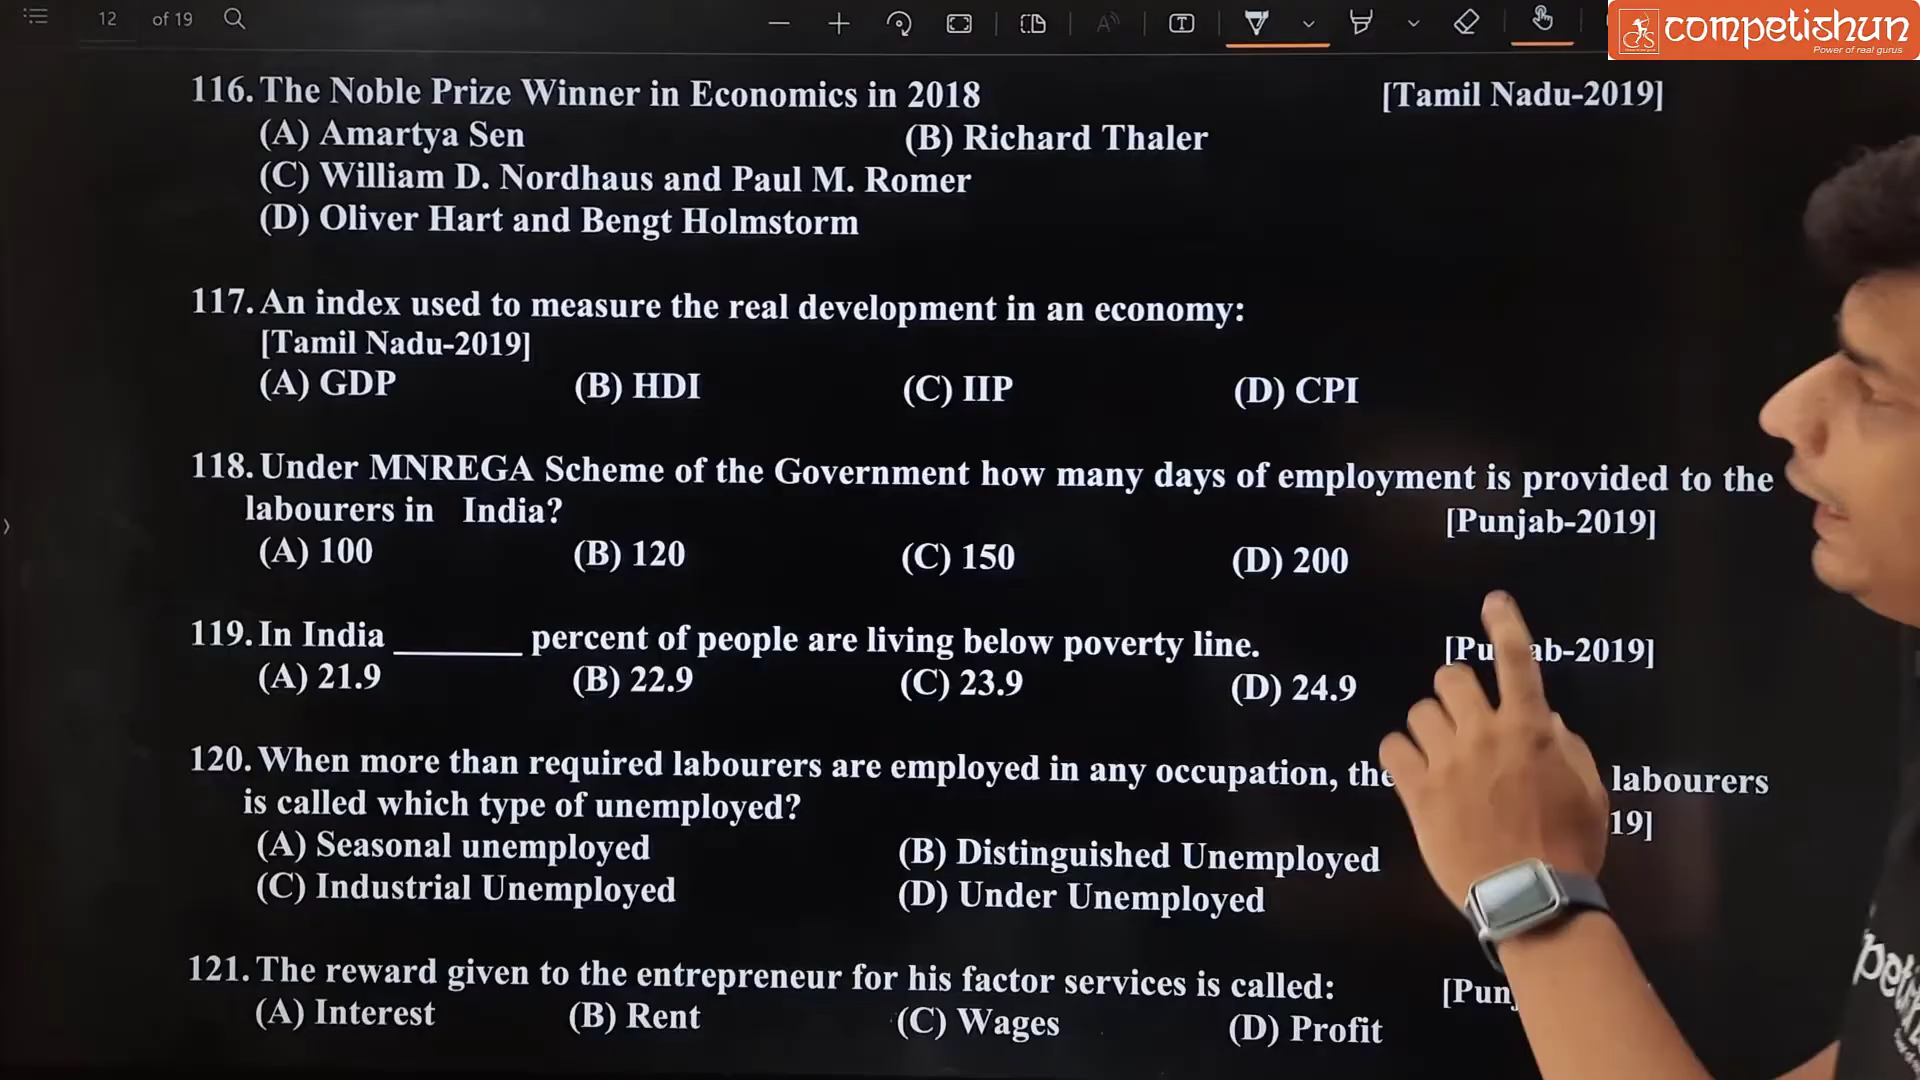 12 of 19
competishun
Power of real gurus
116. The Noble Prize Winner in Economics in 2018 [Tamil Nadu-2019]
(A) Amartya Sen (B) Richard Thaler
(C) William D. Nordhaus and Paul M. Romer
(D) Oliver Hart and Bengt Holmstorm
117. An index used to measure the real development in an economy:
[Tamil Nadu-2019]
(A) GDP (B) HDI (C) IIP (D) CPI
118. Under MNREGA Scheme of the Government how many days of employment is provided to the
labourers in India? [Punjab-2019]
(A) 100 (B) 120 (C) 150 (D) 200
119. In India ______ percent of people are living below poverty line. [Pu ab-2019]
(A) 21.9 (B) 22.9 (C) 23.9 (D) 24.9
120. When more than required labourers are employed in any occupation, the labourers
is called which type of unemployed? 19]
(A) Seasonal unemployed (B) Distinguished Unemployed
(C) Industrial Unemployed (D) Under Unemployed
121. The reward given to the entrepreneur for his factor services is called: [Punj
(A) Interest (B) Rent (C) Wages (D) Profit